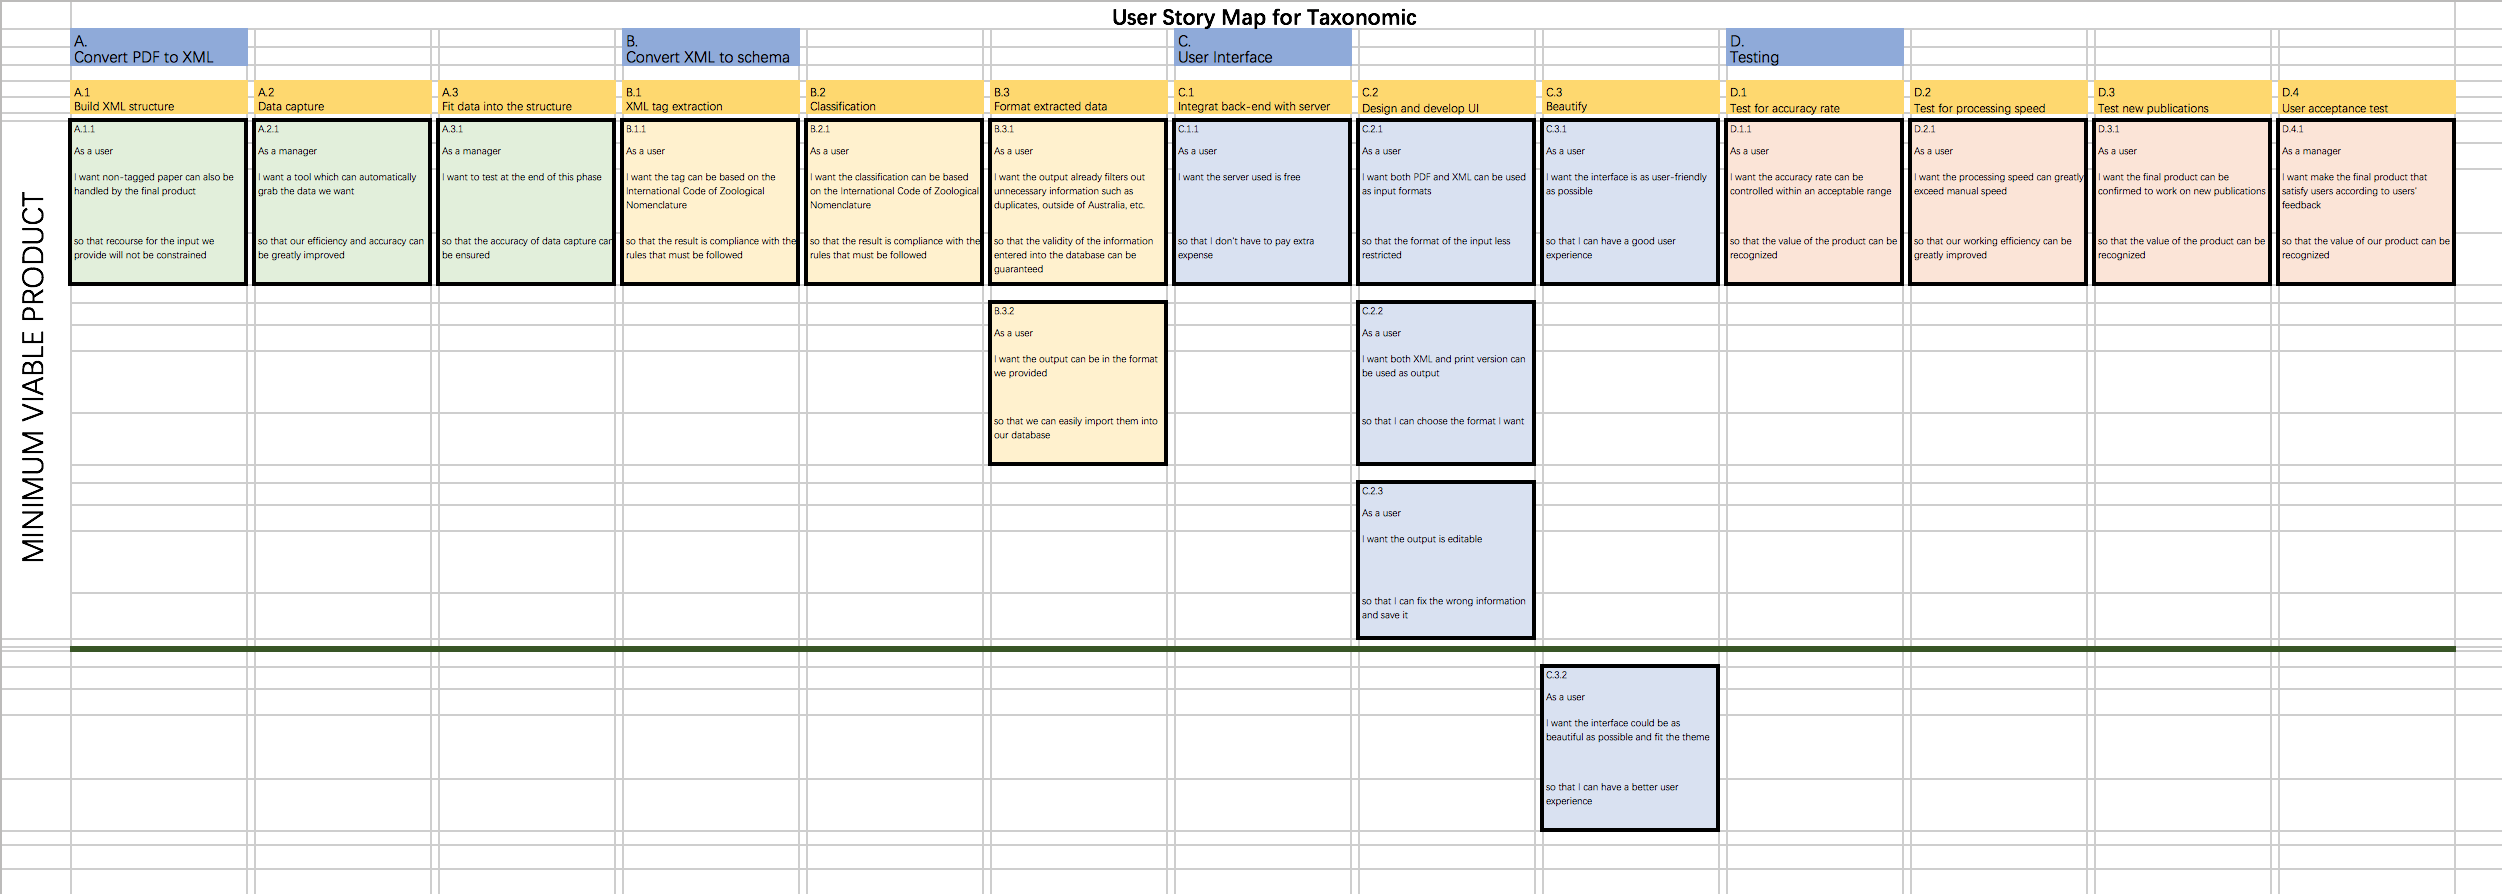 User Story Map for Taxonomic
A.
Convert PDF to XML
B.
Convert XML to schema
C.
User Interface
D.
Testing
A.1
Build XML structure
A.2
Data capture
A.3
Fit data into the structure
B.1
XML tag extraction
B.2
Classification
B.3
Format extracted data
C.1
Integrat back-end with server
C.2
Design and develop UI
C.3
Beautify
D.1
Test for accuracy rate
D.2
Test for processing speed
D.3
Test new publications
D.4
User acceptance test
MINIMUM VIABLE PRODUCT
A.1.1
As a user
I want non-tagged paper can also be
handled by the final product
so that recourse for the input we
provide will not be constrained
A.2.1
As a manager
I want a tool which can automatically
grab the data we want
so that our efficiency and accuracy can
be greatly improved
A.3.1
As a manager
I want to test at the end of this phase
so that the accuracy of data capture can
be ensured
B.1.1
As a user
I want the tag can be based on the
International Code of Zoological
Nomenclature
so that the result is compliance with the
rules that must be followed
B.2.1
As a user
I want the classification can be based
on the International Code of Zoological
Nomenclature
so that the result is compliance with the
rules that must be followed
B.3.1
As a user
I want the output already filters out
unnecessary information such as
duplicates, outside of Australia, etc.
so that the validity of the information
entered into the database can be
guaranteed
C.1.1
As a user
I want the server used is free
so that I don't have to pay extra
expense
C.2.1
As a user
I want both PDF and XML can be used
as input formats
so that the format of the input less
restricted
C.3.1
As a user
I want the interface is as user-friendly
as possible
so that I can have a good user
experience
D.1.1
As a user
I want the accuracy rate can be
controlled within an acceptable range
so that the value of the product can be
recognized
D.2.1
As a user
I want the processing speed can greatly
exceed manual speed
so that our working efficiency can be
greatly improved
D.3.1
As a user
I want the final product can be
confirmed to work on new publications
so that the value of the product can be
recognized
D.4.1
As a manager
I want make the final product that
satisfy users according to users'
feedback
so that the value of our product can be
recognized
B.3.2
As a user
I want the output can be in the format
we provided
so that we can easily import them into
our database
C.2.2
As a user
I want both XML and print version can
be used as output
so that I can choose the format I want
C.2.3
As a user
I want the output is editable
so that I can fix the wrong information
and save it
C.3.2
As a user
I want the interface could be as
beautiful as possible and fit the theme
so that I can have a better user
experience